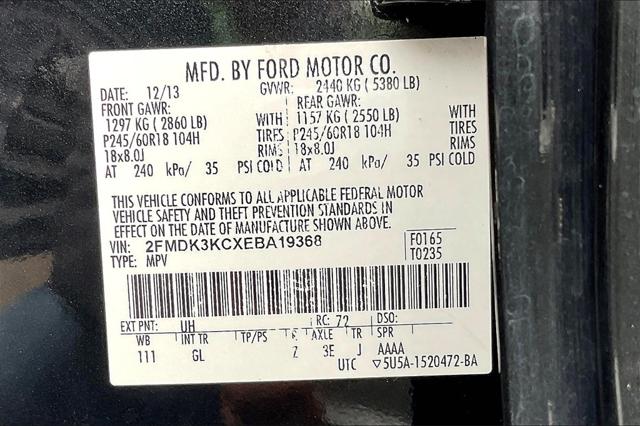 MFD. BY FORD MOTOR CO.
DATE: 12/13 GVWR: 2440 KG ( 5380 LB)
FRONT GAWR: REAR GAWR:
1297 KG ( 2860 LB) WITH 1157 KG ( 2550 LB) WITH
P245/60R18 104H TIRES P245/60R18 104H TIRES
18x8.0J RIMS 18x8.0J RIMS
AT 240 kPa/ 35 PSI COLD AT 240 kPa/ 35 PSI COLD
THIS VEHICLE CONFORMS TO ALL APPLICABLE FEDERAL MOTOR
VEHICLE SAFETY AND THEFT PREVENTION STANDARDS IN
EFFECT ON THE DATE OF MANUFACTURE SHOWN ABOVE.
VIN: 2FMDK3KCXEBA19368 F0165
TYPE: MPV T0235
EXT PNT: UH RC: 72 DSO:
WB INT TR TP/PS R AXLE TR SPR
111 GL Z 3E J AAAA
UTC ▽5U5A-1520472-BA